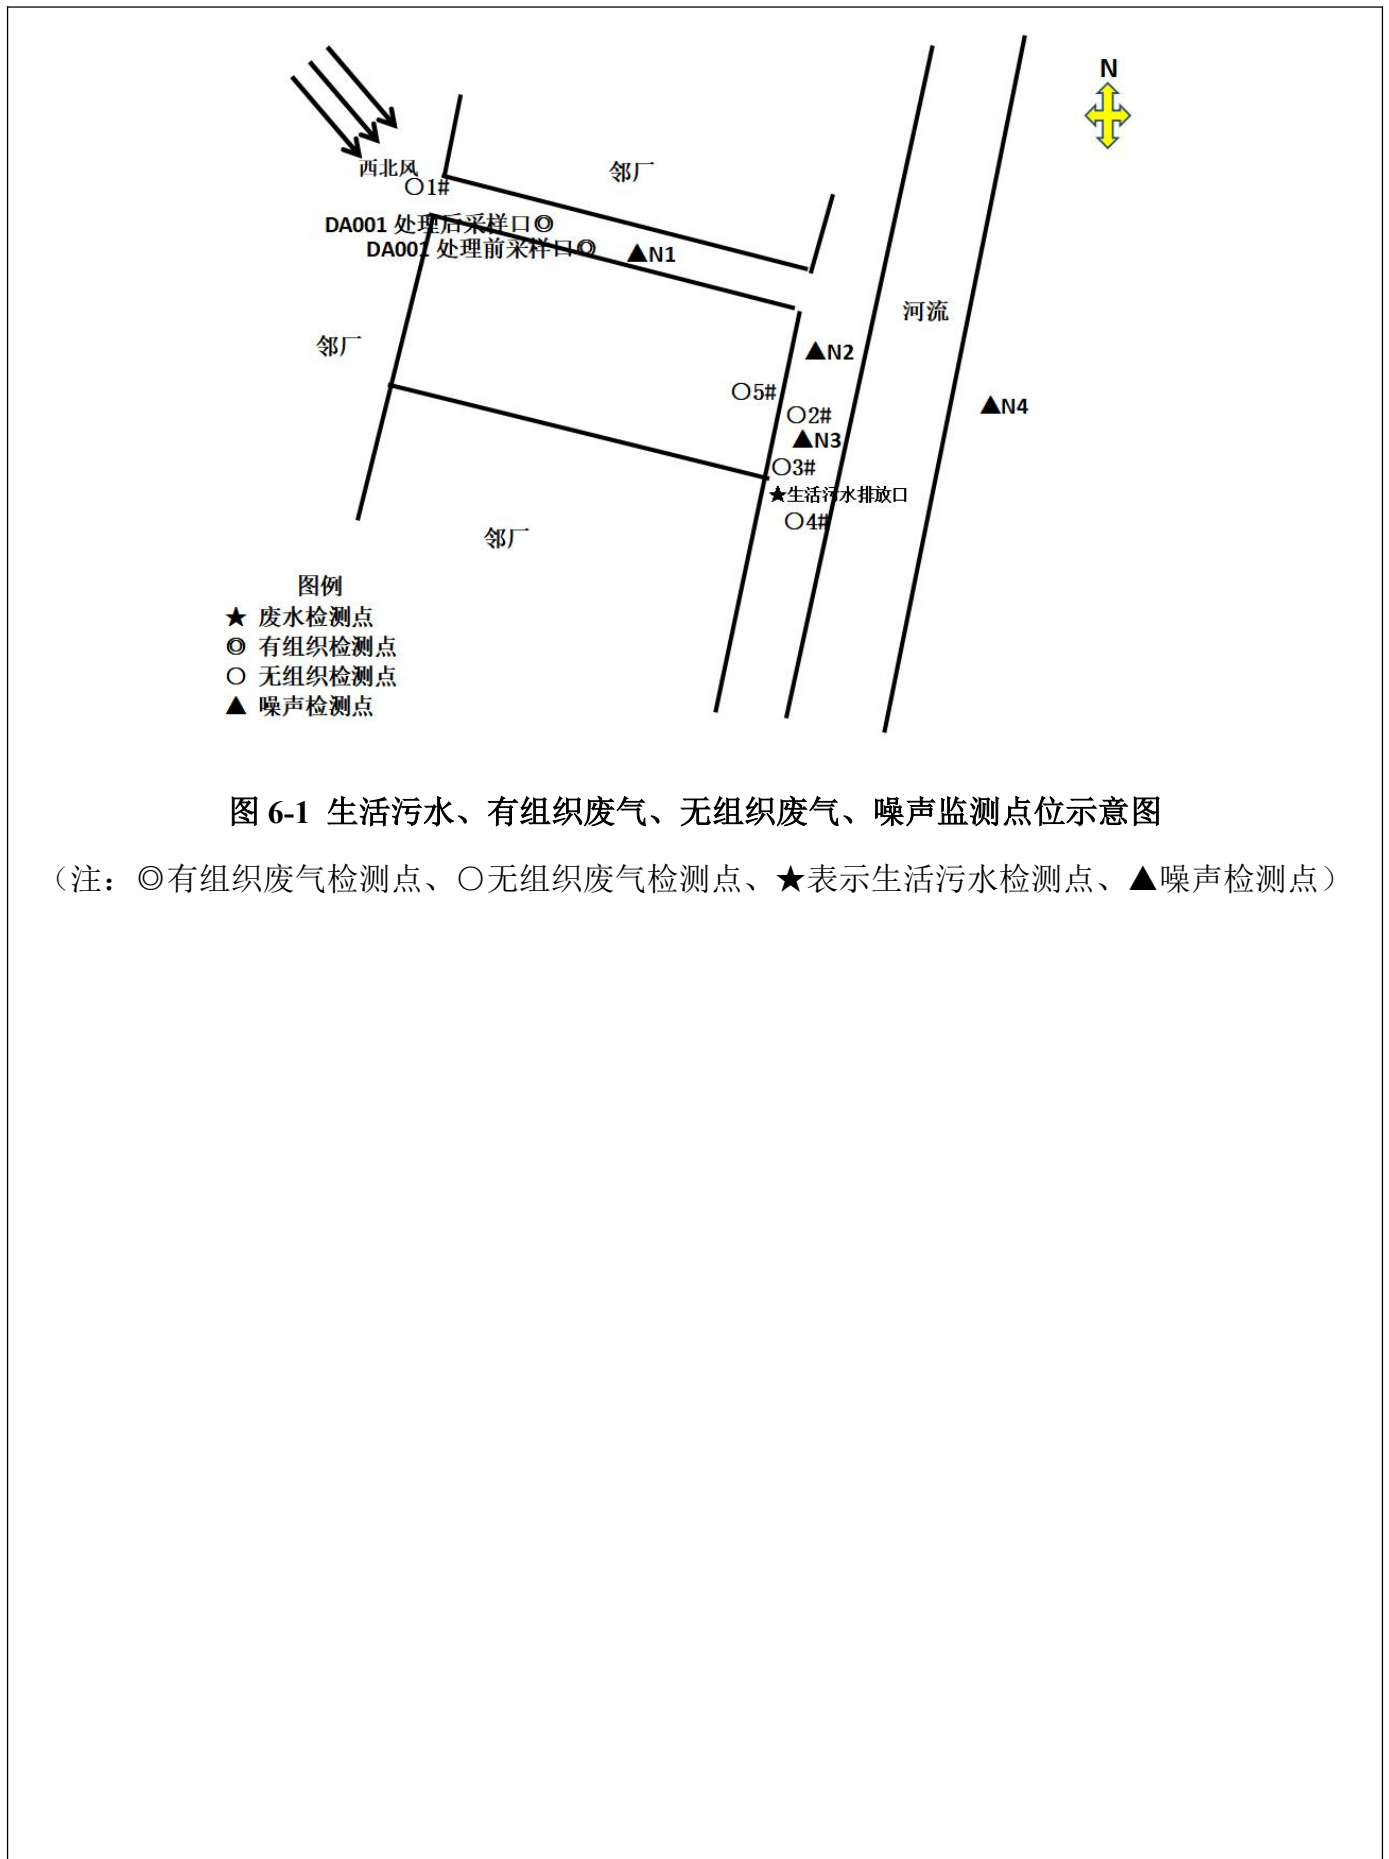 N
西北风
邻厂
○1#
DA001 处理后采样口◎
DA001 处理前采样口◎
▲N1
河流
邻厂
▲N2
○5#
▲N4
○2#
▲N3
○3#
★生活污水排放口
○4#
邻厂
图例
★ 废水检测点
◎ 有组织检测点
○ 无组织检测点
▲ 噪声检测点
图 6-1 生活污水、有组织废气、无组织废气、噪声监测点位示意图
（注：◎有组织废气检测点、○无组织废气检测点、★表示生活污水检测点、▲噪声检测点）